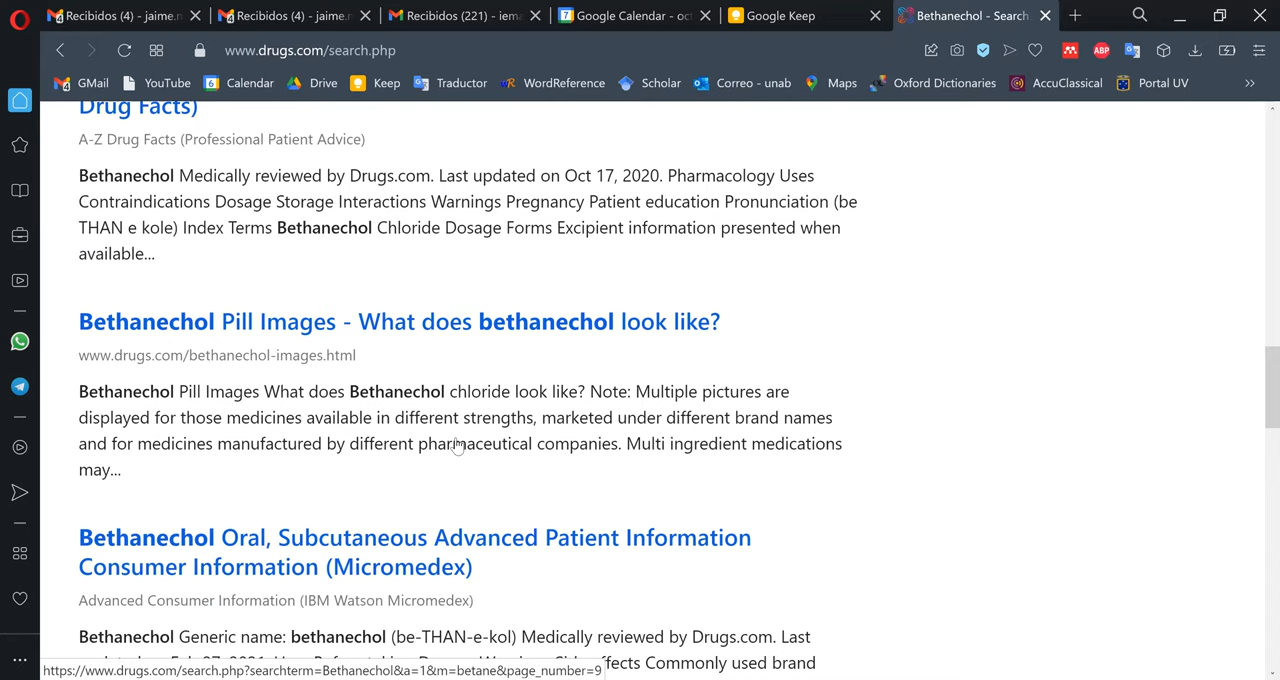 Recibidos (4) - jaime.n
Recibidos (4) - jaime.
Recibidos (221) - iema
Google Calendar - oct
Google Keep
Bethanechol - Search
www.drugs.com/search.php
GMail YouTube Calendar Drive Keep Traductor WordReference Scholar Correo - unab Maps Oxford Dictionaries AccuClassical Portal UV
Drug Facts)
A-Z Drug Facts (Professional Patient Advice)
Bethanechol Medically reviewed by Drugs.com. Last updated on Oct 17, 2020. Pharmacology Uses
Contraindications Dosage Storage Interactions Warnings Pregnancy Patient education Pronunciation (be
THAN e kole) Index Terms Bethanechol Chloride Dosage Forms Excipient information presented when
available...
Bethanechol Pill Images - What does bethanechol look like?
www.drugs.com/bethanechol-images.html
Bethanechol Pill Images What does Bethanechol chloride look like? Note: Multiple pictures are
displayed for those medicines available in different strengths, marketed under different brand names
and for medicines manufactured by different pharmaceutical companies. Multi ingredient medications
may...
Bethanechol Oral, Subcutaneous Advanced Patient Information
Consumer Information (Micromedex)
Advanced Consumer Information (IBM Watson Micromedex)
Bethanechol Generic name: bethanechol (be-THAN-e-kol) Medically reviewed by Drugs.com. Last
ffects Commonly used brand
https://www.drugs.com/search.php?searchterm=Bethanechol&a=1&m=betane&page_number=9